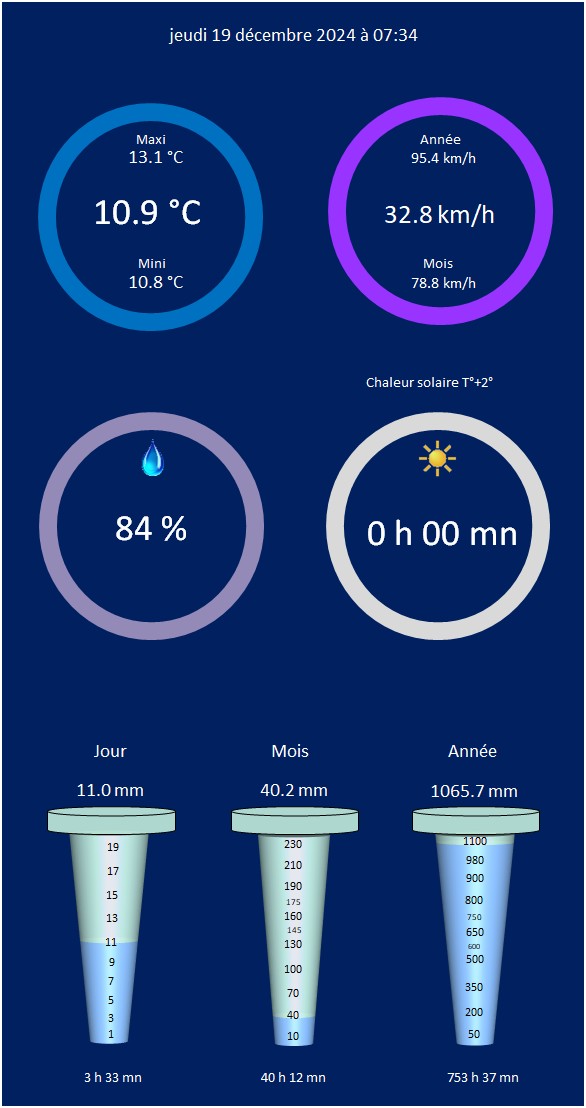 jeudi 19 décembre 2024 à 07:34
Maxi
13.1 °C
10.9 °C
Mini
10.8 °C
Année
95.4 km/h
32.8 km/h
Mois
78.8 km/h
Chaleur solaire T°+2°
84 %
0 h 00 mn
Jour
11.0 mm
19
17
15
13
11
9
7
5
3
1
3 h 33 mn
Mois
40.2 mm
230
210
190
175
160
145
130
100
70
40
10
40 h 12 mn
Année
1065.7 mm
1100
980
900
800
750
650
600
500
350
200
50
753 h 37 mn